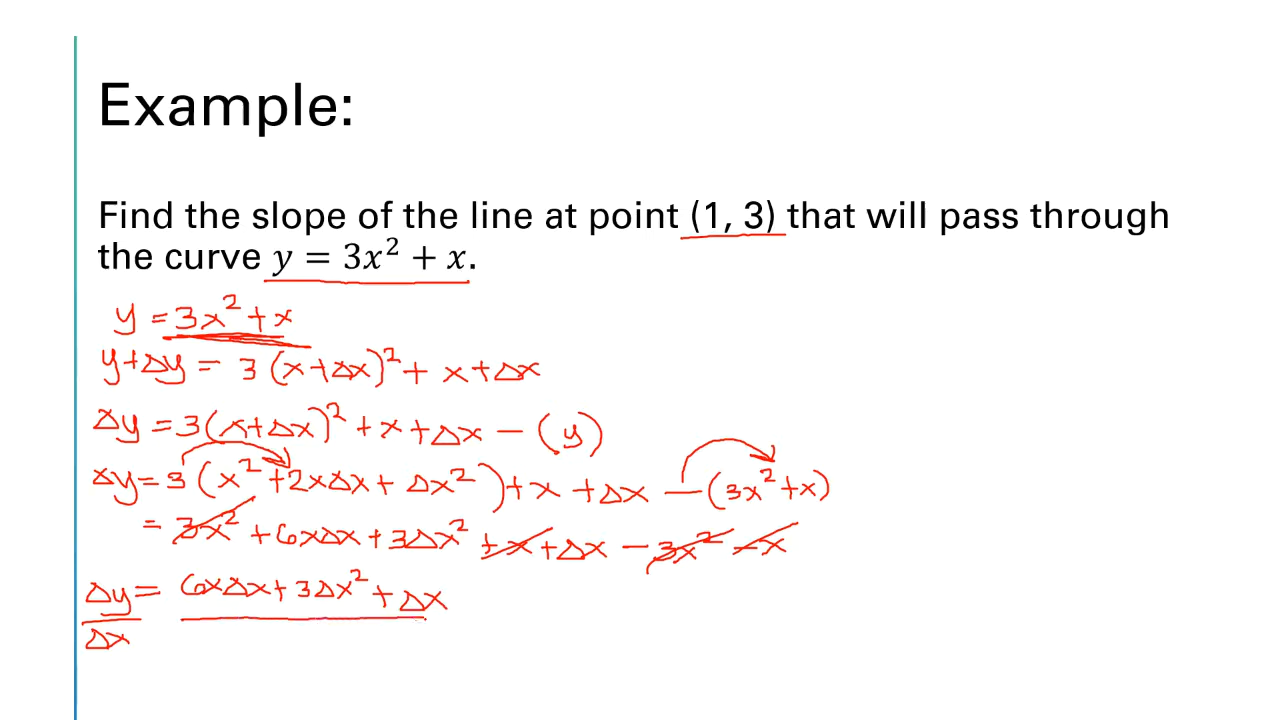 Example:
Find the slope of the line at point (1, 3) that will pass through
the curve y = 3x² + x.
y = 3x² + x
y + Δy = 3(x + Δx)² + x + Δx
Δy = 3(x + Δx)² + x + Δx − (y)
Δy = 3(x² + 2xΔx + Δx²) + x + Δx − (3x² + x)
= 3x² + 6xΔx + 3Δx² + x + Δx − 3x² − x
Δy = 6xΔx + 3Δx² + Δx
Δx